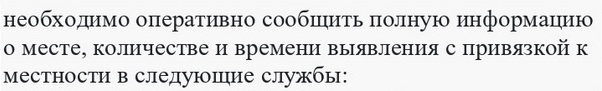 необходимо оперативно сообщить полную информацию
о месте, количестве и времени выявления с привязкой к
местности в следующие службы: